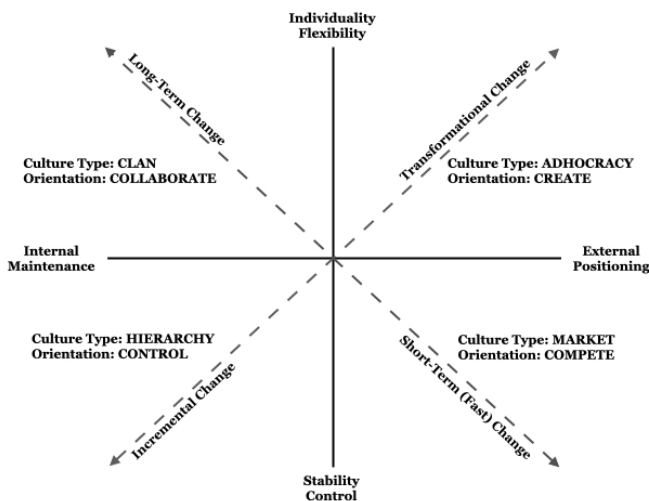 Individuality
Flexibility
Long-Term Change
Transformational Change
Culture Type: CLAN
Orientation: COLLABORATE
Culture Type: ADHOCRACY
Orientation: CREATE
Internal
Maintenance
External
Positioning
Culture Type: HIERARCHY
Orientation: CONTROL
Culture Type: MARKET
Orientation: COMPETE
Incremental Change
Short-Term (Fast) Change
Stability
Control